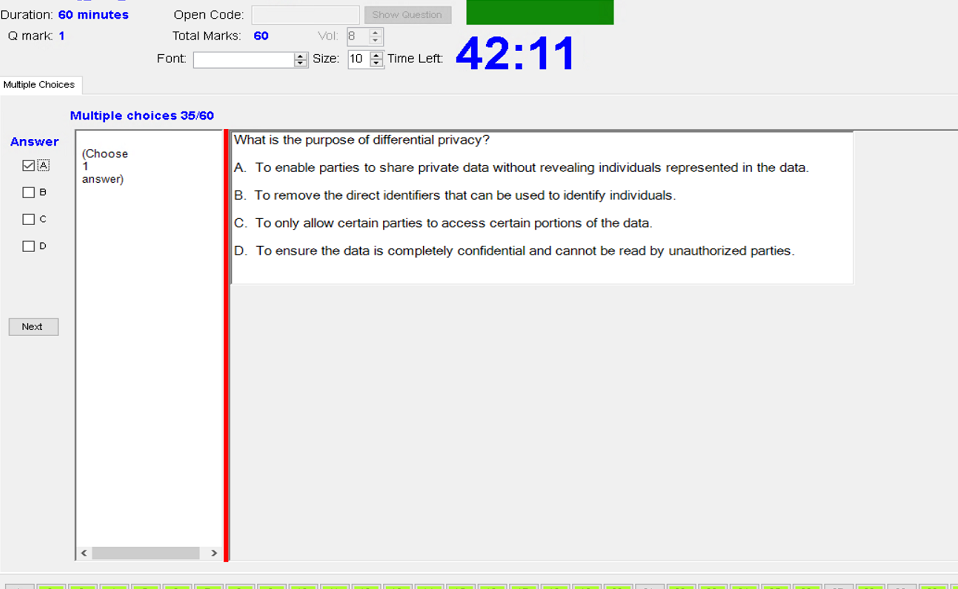 Duration: 60 minutes Open Code: Show Question
Q mark: 1 Total Marks: 60 Vol: 8
Font: Size: 10 Time Left: 42:11
Multiple Choices
Multiple choices 35/60
Answer
A
B
C
D
Next
(Choose
1
answer)
What is the purpose of differential privacy?
A. To enable parties to share private data without revealing individuals represented in the data.
B. To remove the direct identifiers that can be used to identify individuals.
C. To only allow certain parties to access certain portions of the data.
D. To ensure the data is completely confidential and cannot be read by unauthorized parties.